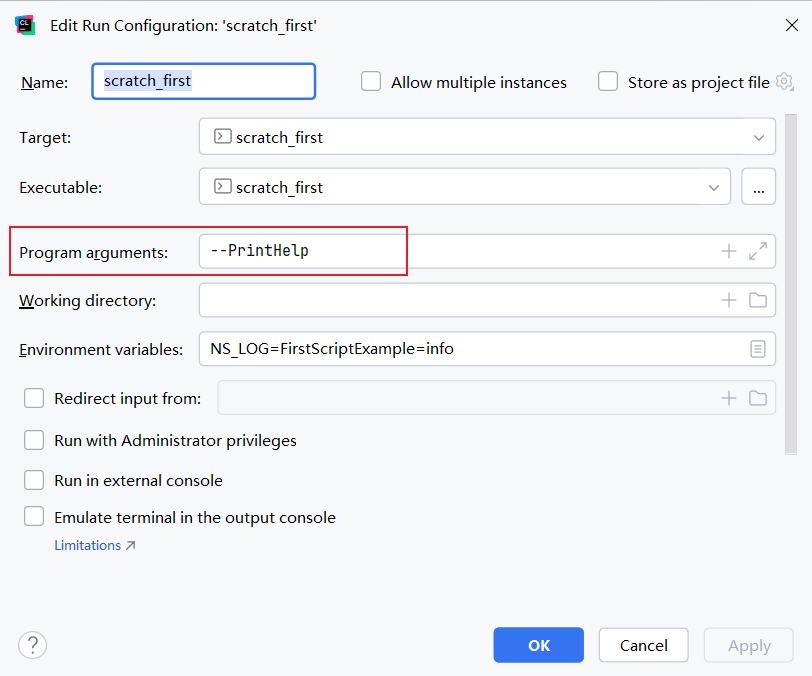 CL Edit Run Configuration: 'scratch_first'
Name: scratch_first Allow multiple instances Store as project file
Target: scratch_first
Executable: scratch_first ...
Program arguments: --PrintHelp
Working directory:
Environment variables: NS_LOG=FirstScriptExample=info
Redirect input from:
Run with Administrator privileges
Run in external console
Emulate terminal in the output console
Limitations ↗
? OK Cancel Apply